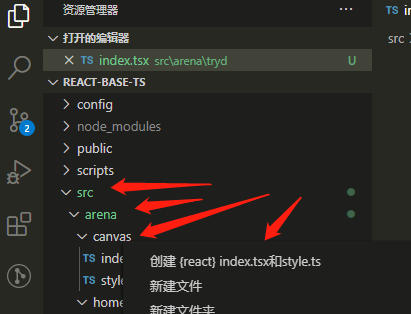 资源管理器
打开的编辑器
TS index.tsx src\arena\tryd U
REACT-BASE-TS
config
node_modules
public
scripts
src
src
arena
canvas
TS inde
创建 {react} index.tsx和style.ts
TS style
新建文件
home
新建文件夹
2